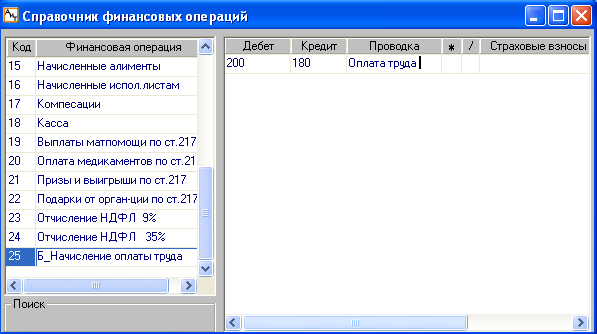 Справочник финансовых операций
Код Финансовая операция
15 Начисленные алименты
16 Начисленные испол.листам
17 Компесации
18 Касса
19 Выплаты матпомощи по ст.217
20 Оплата медикаментов по ст.21
21 Призы и выигрыши по ст.217
22 Подарки от орган-ции по ст.217
23 Отчисление НДФЛ 9%
24 Отчисление НДФЛ 35%
25 Б_Начисление оплаты труда
Поиск
Дебет Кредит Проводка * / Страховые взносы
200 180 Оплата труда